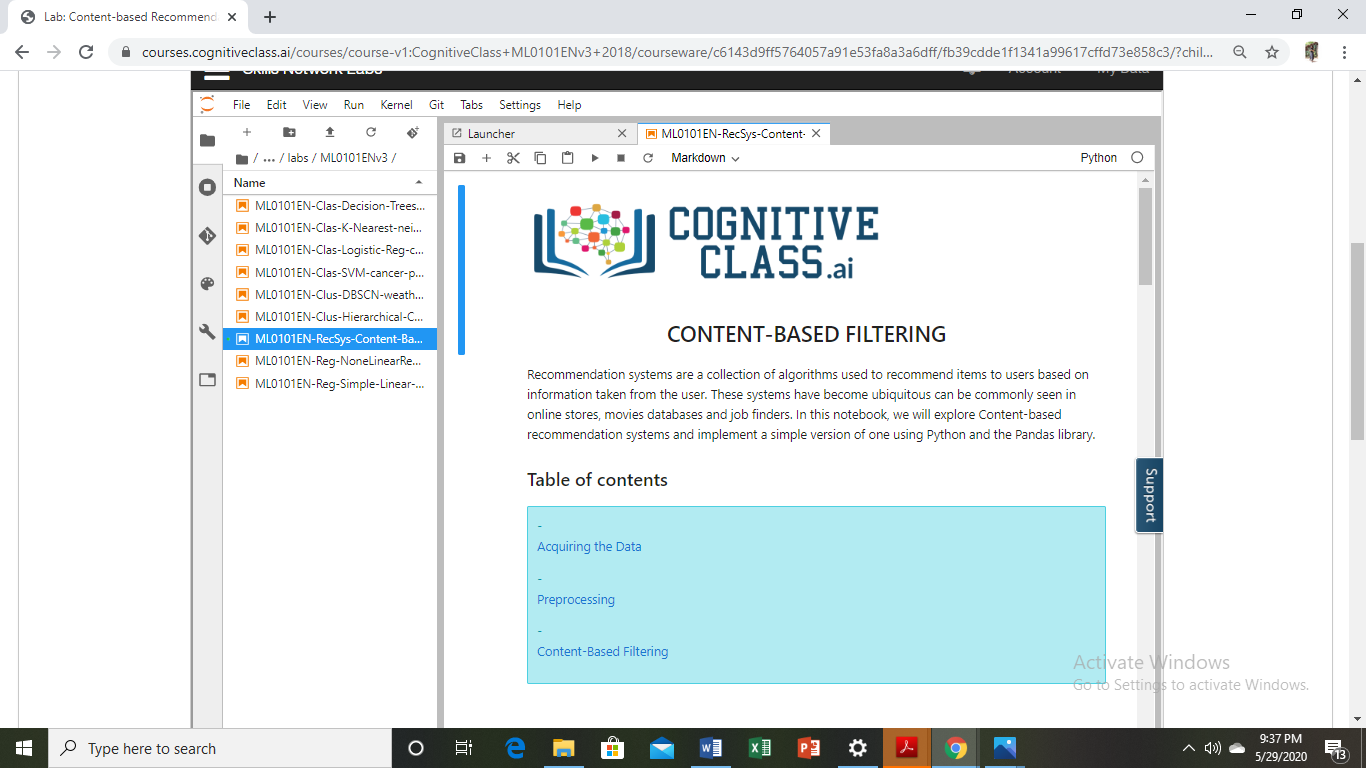 Lab: Content-based Recommend
courses.cognitiveclass.ai/courses/course-v1:CognitiveClass+ML0101ENv3+2018/courseware/c6143d9ff5764057a91e53fa8a3a6dff/fb39cdde1f1341a99617cffd73e858c3/?chil...
Skills Network Labs
Account My Data
File Edit View Run Kernel Git Tabs Settings Help
Launcher
ML0101EN-RecSys-Content-
/ ... / labs / ML0101ENv3 /
Markdown
Python
Name
ML0101EN-Clas-Decision-Trees...
ML0101EN-Clas-K-Nearest-nei...
ML0101EN-Clas-Logistic-Reg-c...
ML0101EN-Clas-SVM-cancer-p...
ML0101EN-Clus-DBSCN-weath...
ML0101EN-Clus-Hierarchical-C...
ML0101EN-RecSys-Content-Ba...
ML0101EN-Reg-NoneLinearRe...
ML0101EN-Reg-Simple-Linear-...
COGNITIVE
CLASS.ai
CONTENT-BASED FILTERING
Recommendation systems are a collection of algorithms used to recommend items to users based on
information taken from the user. These systems have become ubiquitous can be commonly seen in
online stores, movies databases and job finders. In this notebook, we will explore Content-based
recommendation systems and implement a simple version of one using Python and the Pandas library.
Table of contents
-
Acquiring the Data
-
Preprocessing
-
Content-Based Filtering
Support
Activate Windows
Go to Settings to activate Windows.
Type here to search
9:37 PM
5/29/2020
13